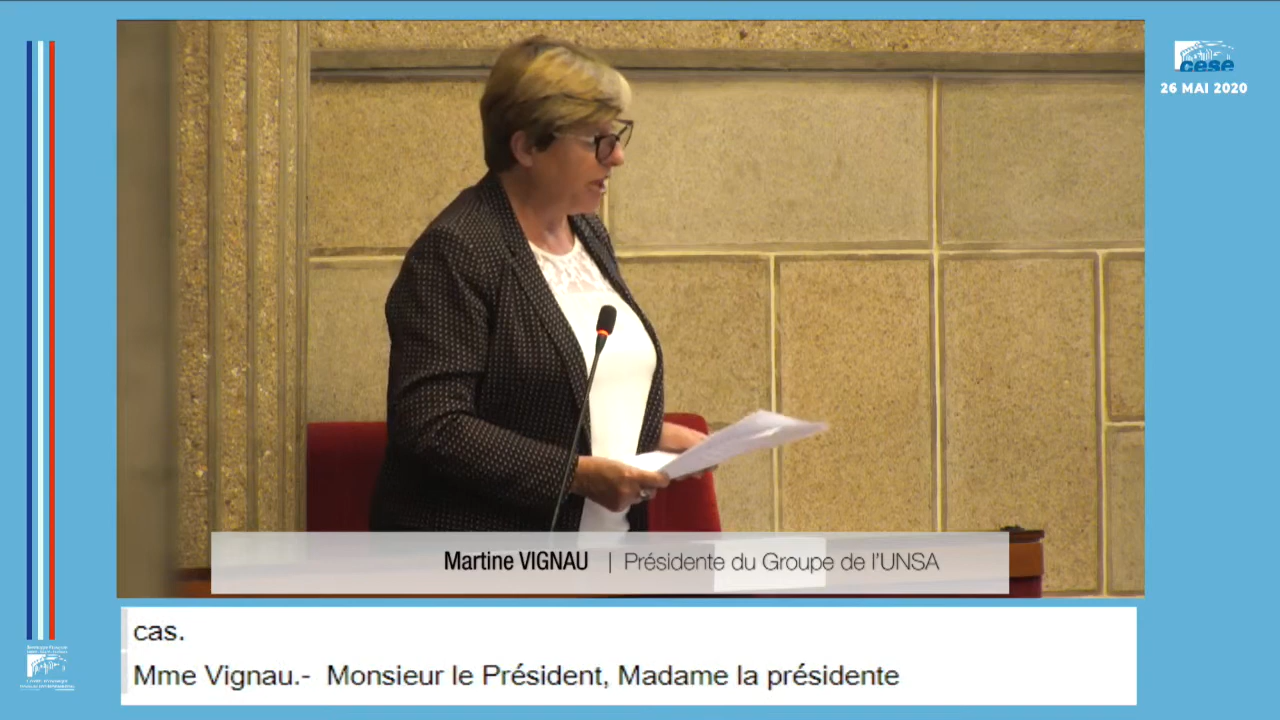 cese
26 MAI 2020
Martine VIGNAU | Présidente du Groupe de l'UNSA
cas.
Mme Vignau.- Monsieur le Président, Madame la présidente